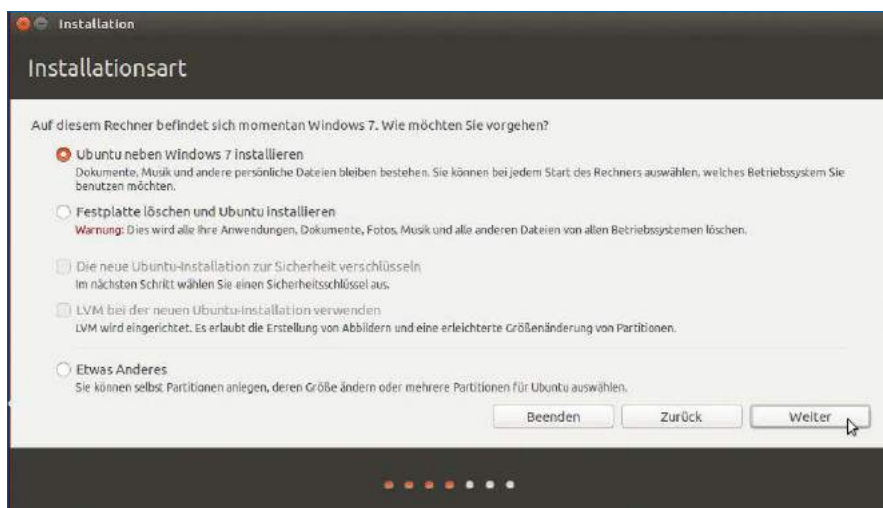 Installation
Installationsart
Auf diesem Rechner befindet sich momentan Windows 7. Wie möchten Sie vorgehen?
Ubuntu neben Windows 7 installieren
Dokumente, Musik und andere persönliche Dateien bleiben bestehen. Sie können bei jedem Start des Rechners auswählen, welches Betriebssystem Sie
benutzen möchten.
Festplatte löschen und Ubuntu installieren
Warnung: Dies wird alle Ihre Anwendungen, Dokumente, Fotos, Musik und alle anderen Dateien von allen Betriebssystemen löschen.
Die neue Ubuntu-Installation zur Sicherheit verschlüsseln
Im nächsten Schritt wählen Sie einen Sicherheitsschlüssel aus.
LVM bei der neuen Ubuntu-Installation verwenden
LVM wird eingerichtet. Es erlaubt die Erstellung von Abbildern und eine erleichterte Größenänderung von Partitionen.
Etwas Anderes
Sie können selbst Partitionen anlegen, deren Größe ändern oder mehrere Partitionen für Ubuntu auswählen.
Beenden Zurück Weiter